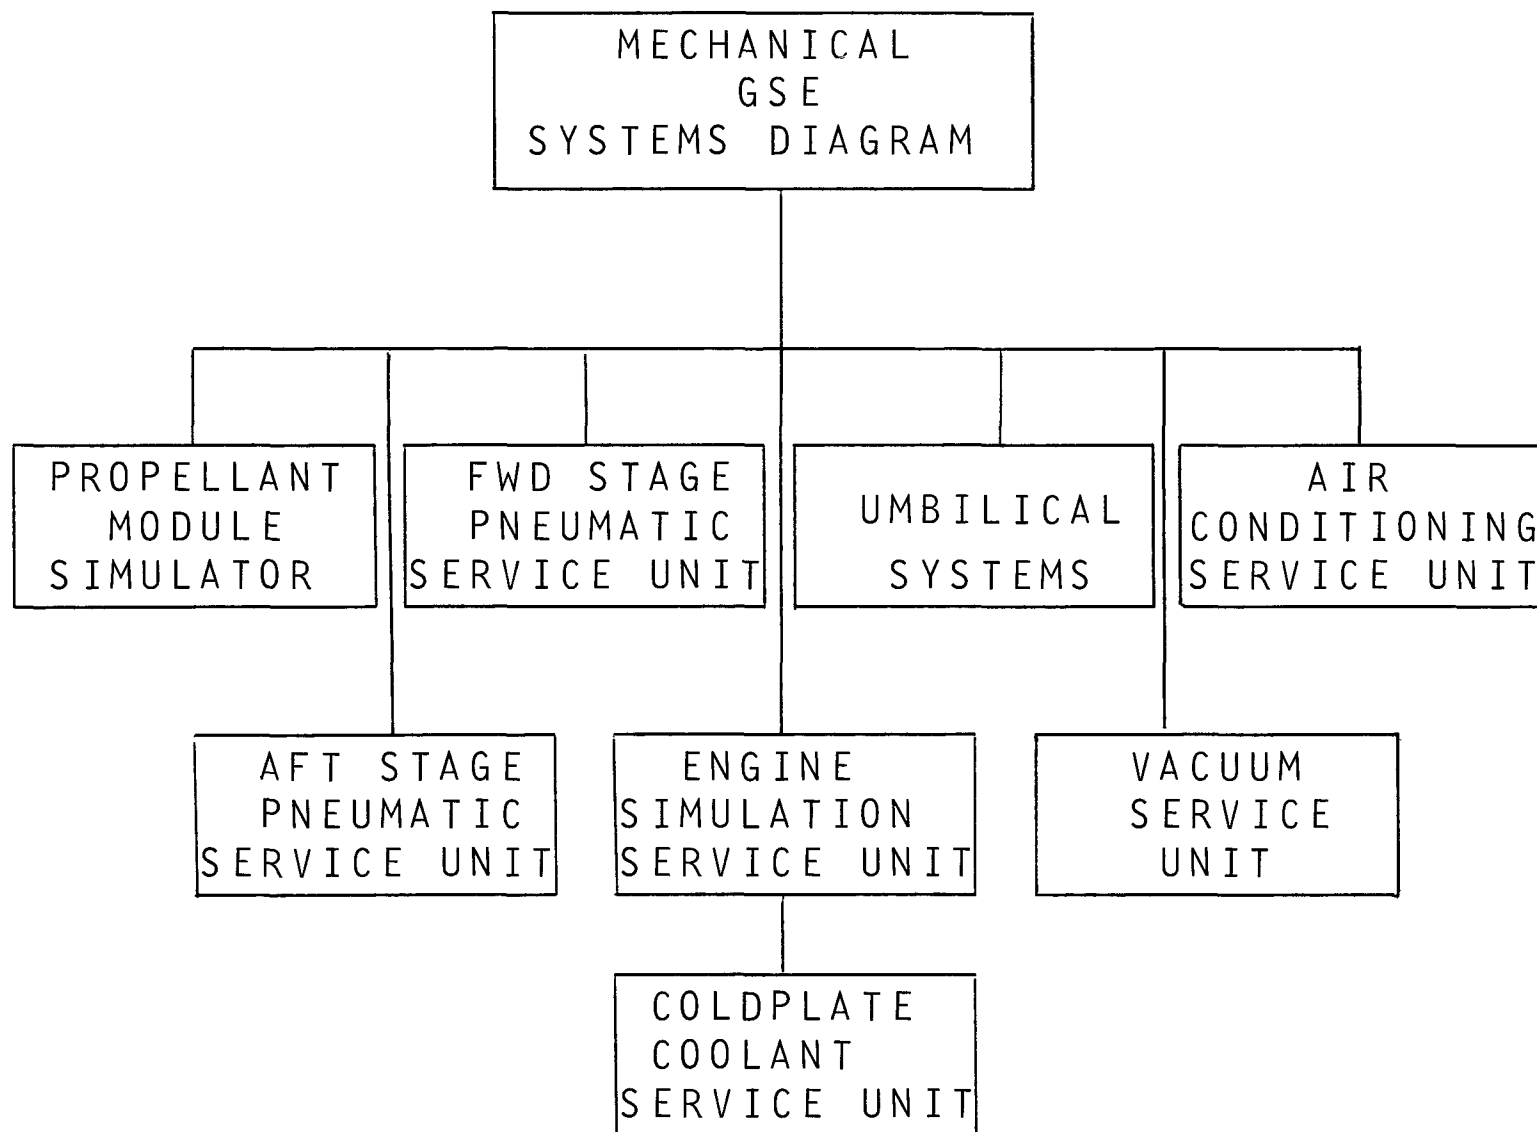 MECHANICAL
GSE
SYSTEMS DIAGRAM
PROPELLANT
MODULE
SIMULATOR
FWD STAGE
PNEUMATIC
SERVICE UNIT
UMBILICAL
SYSTEMS
AIR
CONDITIONING
SERVICE UNIT
AFT STAGE
PNEUMATIC
SERVICE UNIT
ENGINE
SIMULATION
SERVICE UNIT
VACUUM
SERVICE
UNIT
COLDPLATE
COOLANT
SERVICE UNIT